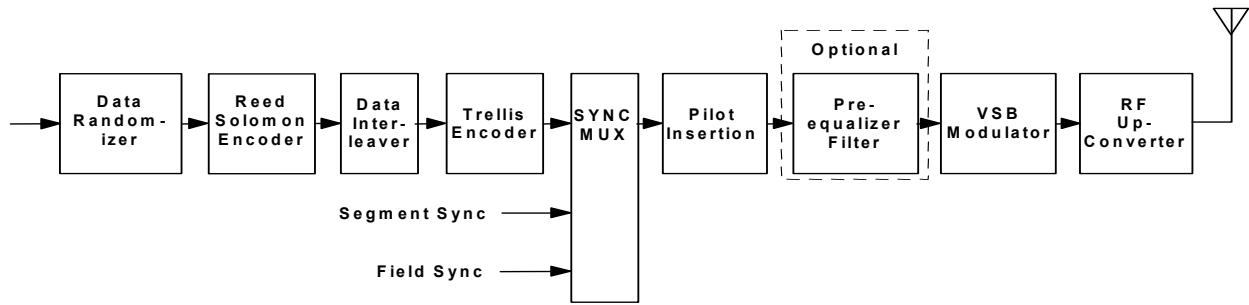 Optional
Data
Random-
izer
Reed
Solomon
Encoder
Data
Inter-
leaver
Trellis
Encoder
SYNC
MUX
Pilot
Insertion
Pre-
equalizer
Filter
VSB
Modulator
RF
Up-
Converter
Segment Sync
Field Sync